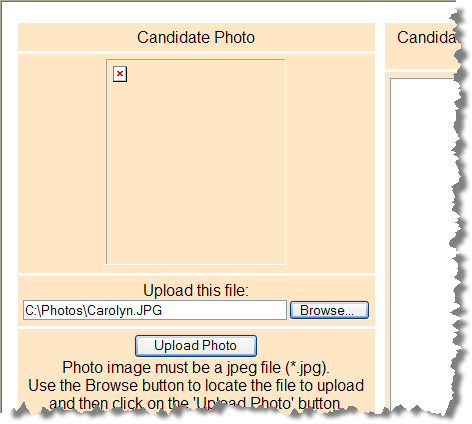 Candidate Photo
Candida
Upload this file:
C:\Photos\Carolyn.JPG
Browse...
Upload Photo
Photo image must be a jpeg file (*.jpg).
Use the Browse button to locate the file to upload
and then click on the 'Upload Photo' button